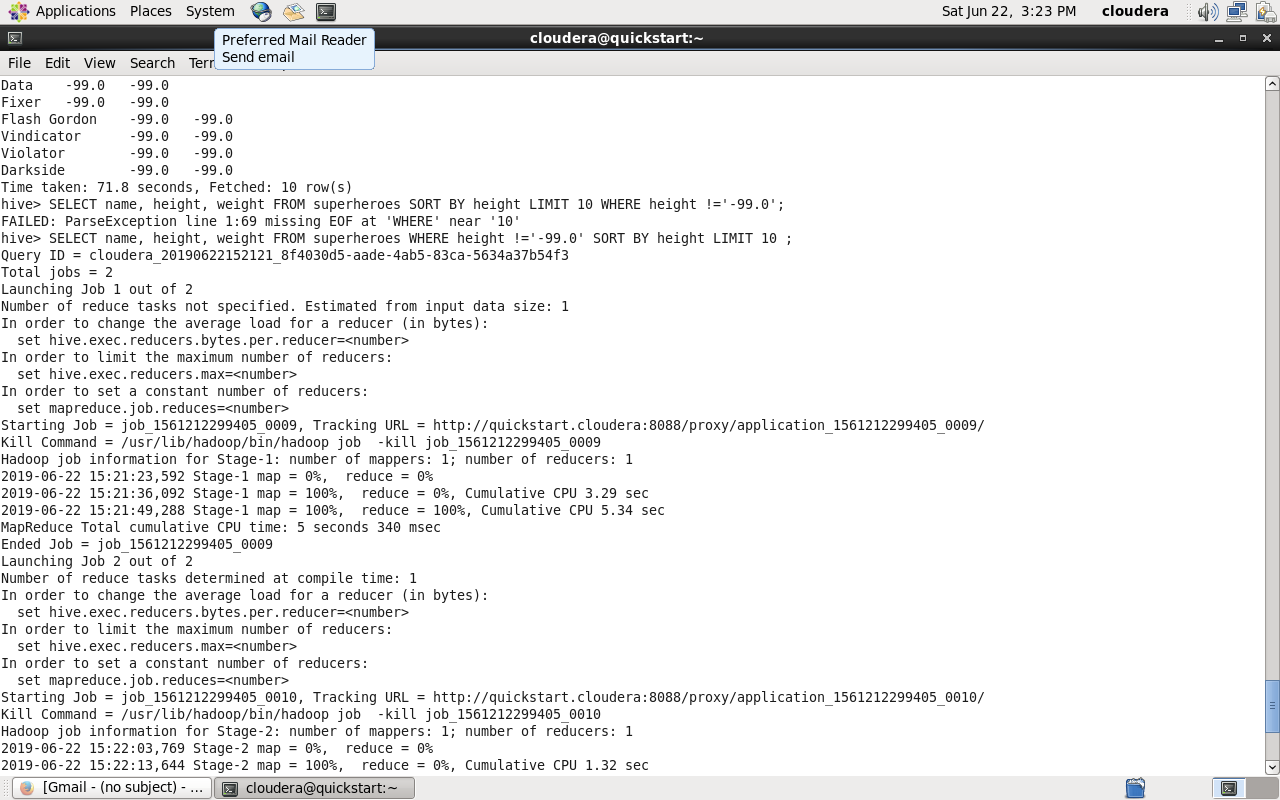 Applications Places System Sat Jun 22, 3:23 PM cloudera
Preferred Mail Reader
Send email
cloudera@quickstart:~
File Edit View Search Terr
Data    -99.0   -99.0
Fixer   -99.0   -99.0
Flash Gordon    -99.0   -99.0
Vindicator      -99.0   -99.0
Violator        -99.0   -99.0
Darkside        -99.0   -99.0
Time taken: 71.8 seconds, Fetched: 10 row(s)
hive> SELECT name, height, weight FROM superheroes SORT BY height LIMIT 10 WHERE height !='-99.0';
FAILED: ParseException line 1:69 missing EOF at 'WHERE' near '10'
hive> SELECT name, height, weight FROM superheroes WHERE height !='-99.0' SORT BY height LIMIT 10 ;
Query ID = cloudera_20190622152121_8f4030d5-aade-4ab5-83ca-5634a37b54f3
Total jobs = 2
Launching Job 1 out of 2
Number of reduce tasks not specified. Estimated from input data size: 1
In order to change the average load for a reducer (in bytes):
  set hive.exec.reducers.bytes.per.reducer=<number>
In order to limit the maximum number of reducers:
  set hive.exec.reducers.max=<number>
In order to set a constant number of reducers:
  set mapreduce.job.reduces=<number>
Starting Job = job_1561212299405_0009, Tracking URL = http://quickstart.cloudera:8088/proxy/application_1561212299405_0009/
Kill Command = /usr/lib/hadoop/bin/hadoop job  -kill job_1561212299405_0009
Hadoop job information for Stage-1: number of mappers: 1; number of reducers: 1
2019-06-22 15:21:23,592 Stage-1 map = 0%,  reduce = 0%
2019-06-22 15:21:36,092 Stage-1 map = 100%,  reduce = 0%, Cumulative CPU 3.29 sec
2019-06-22 15:21:49,288 Stage-1 map = 100%,  reduce = 100%, Cumulative CPU 5.34 sec
MapReduce Total cumulative CPU time: 5 seconds 340 msec
Ended Job = job_1561212299405_0009
Launching Job 2 out of 2
Number of reduce tasks determined at compile time: 1
In order to change the average load for a reducer (in bytes):
  set hive.exec.reducers.bytes.per.reducer=<number>
In order to limit the maximum number of reducers:
  set hive.exec.reducers.max=<number>
In order to set a constant number of reducers:
  set mapreduce.job.reduces=<number>
Starting Job = job_1561212299405_0010, Tracking URL = http://quickstart.cloudera:8088/proxy/application_1561212299405_0010/
Kill Command = /usr/lib/hadoop/bin/hadoop job  -kill job_1561212299405_0010
Hadoop job information for Stage-2: number of mappers: 1; number of reducers: 1
2019-06-22 15:22:03,769 Stage-2 map = 0%,  reduce = 0%
2019-06-22 15:22:13,644 Stage-2 map = 100%,  reduce = 0%, Cumulative CPU 1.32 sec
[Gmail - (no subject) - ... cloudera@quickstart:~